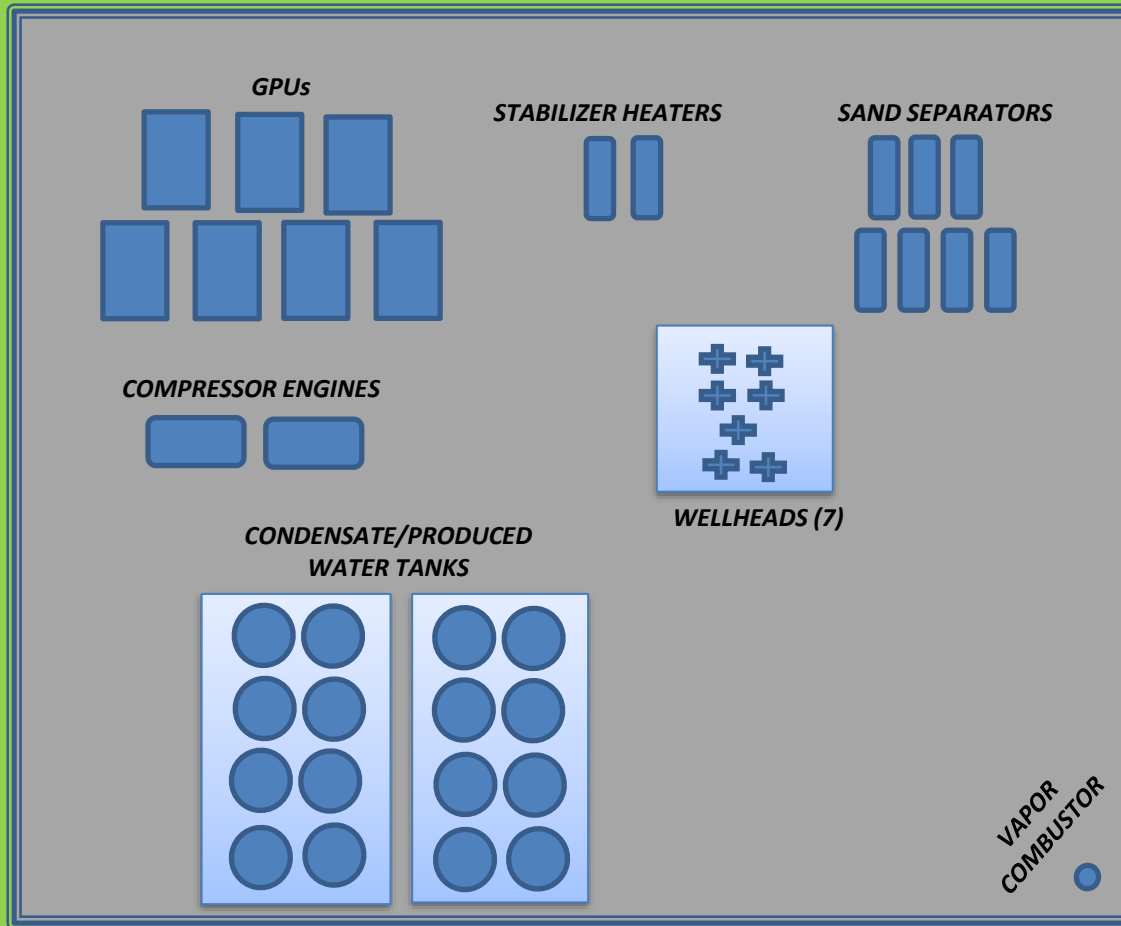 GPUs
STABILIZER HEATERS
SAND SEPARATORS
COMPRESSOR ENGINES
WELLHEADS (7)
CONDENSATE/PRODUCED
WATER TANKS
VAPOR
COMBUSTOR